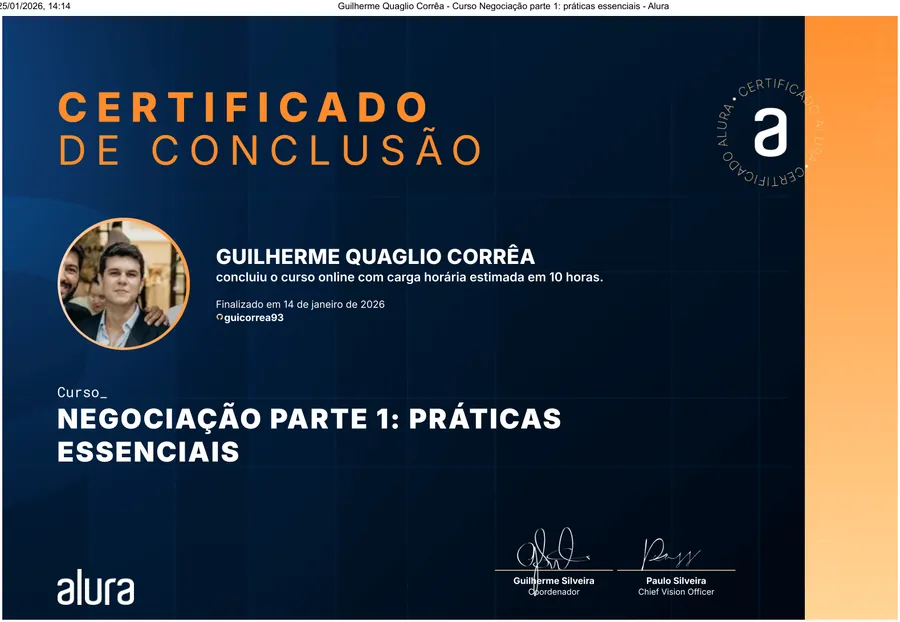 25/01/2026, 14:14
Guilherme Quaglio Corrêa - Curso Negociação parte 1: práticas essenciais - Alura
CERTIFICADO
DE CONCLUSÃO
CERTIFICADO ALURA • CERTIFICADO ALURA •
a
GUILHERME QUAGLIO CORRÊA
concluiu o curso online com carga horária estimada em 10 horas.
Finalizado em 14 de janeiro de 2026
guicorrea93
Curso_
NEGOCIAÇÃO PARTE 1: PRÁTICAS
ESSENCIAIS
Guilherme Silveira
Coordenador
Paulo Silveira
Chief Vision Officer
alura